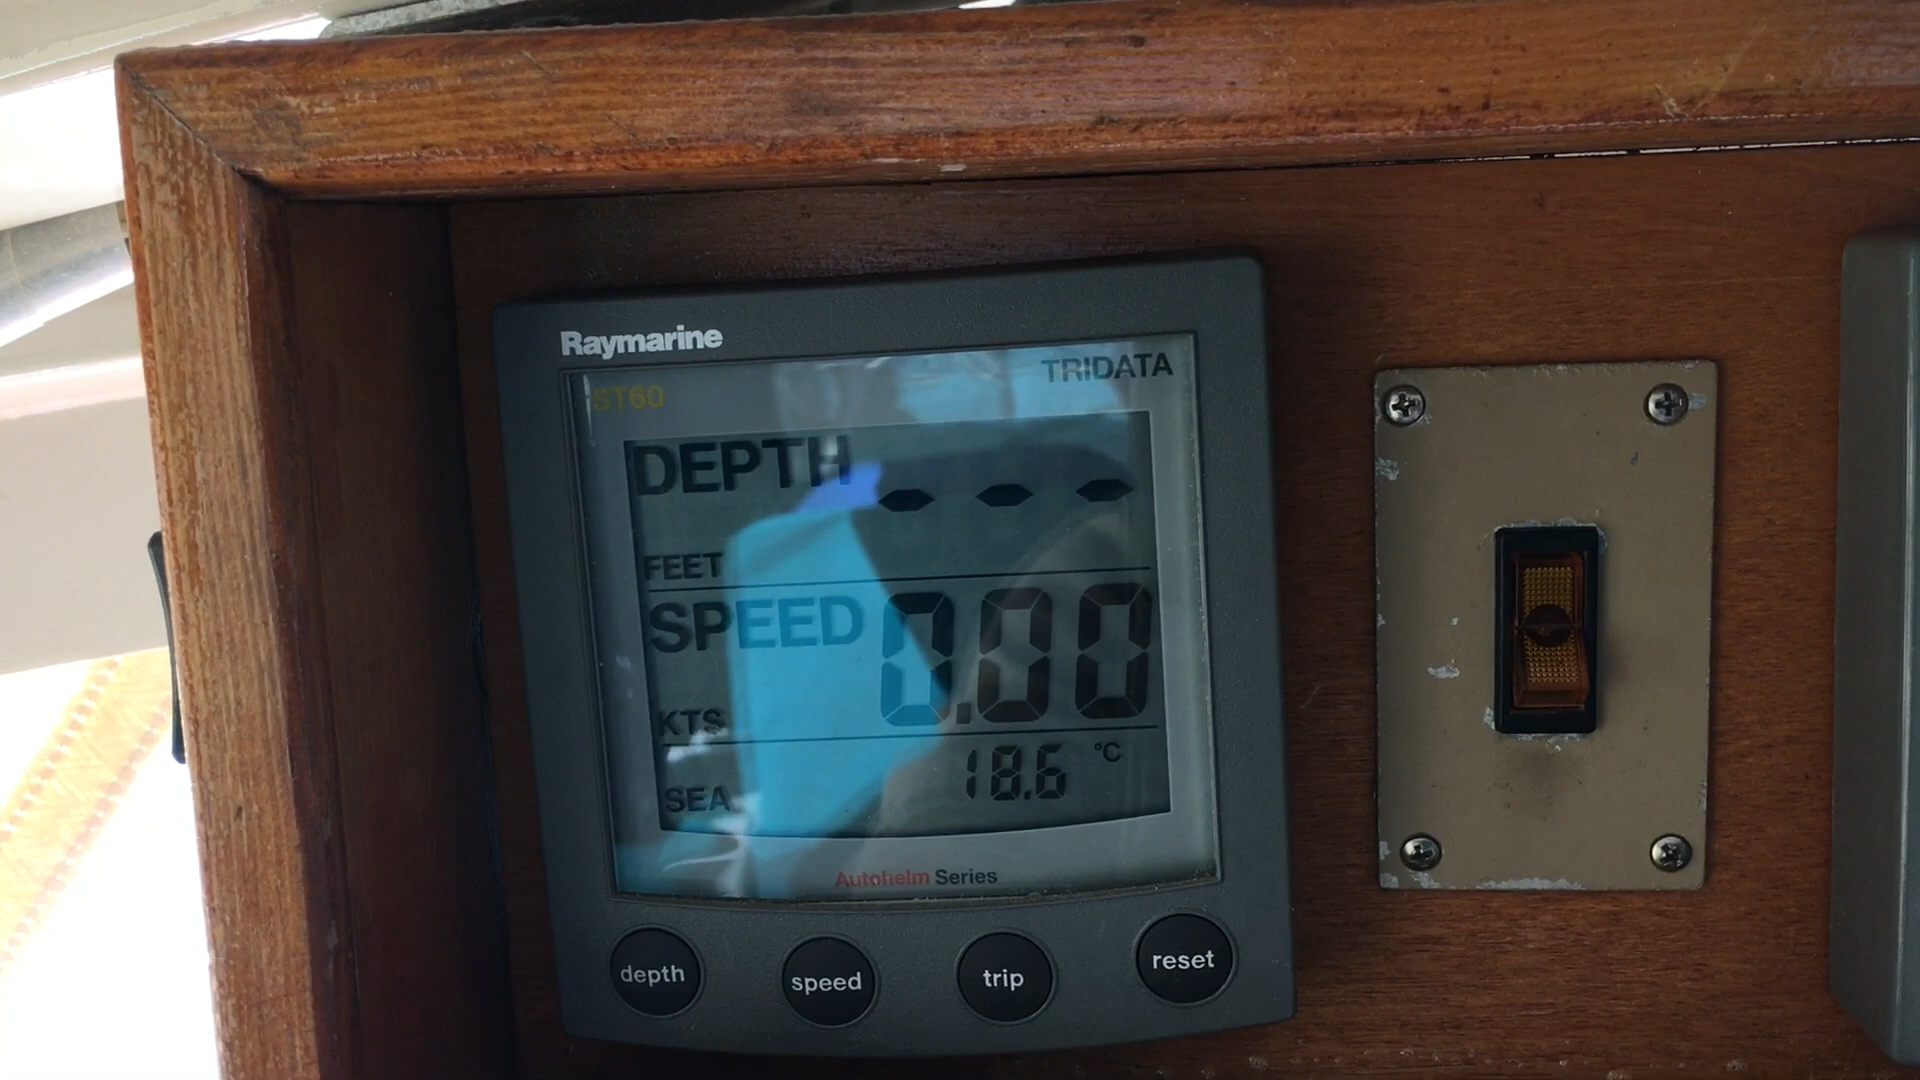 Raymarine
ST60 TRIDATA
DEPTH - - -
FEET
SPEED 0.00
KTS
18.6 °C
SEA
Autohelm Series
depth speed trip reset